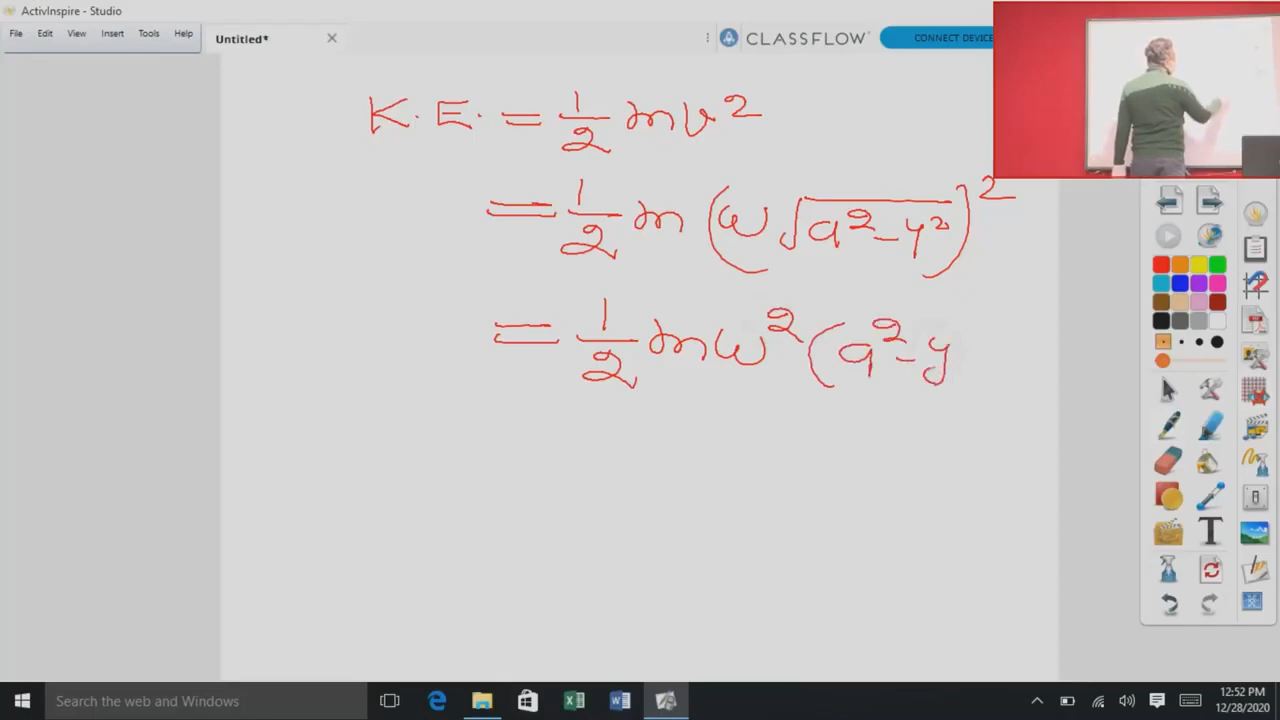 ActivInspire - Studio
File Edit View Insert Tools Help
Untitled*
CLASSFLOW
CONNECT DEVICE
K.E. = 1/2 mv²
= 1/2 m (ω√(a²-y²))²
= 1/2 mω² (a²-y
T
Search the web and Windows
12:52 PM
12/28/2020